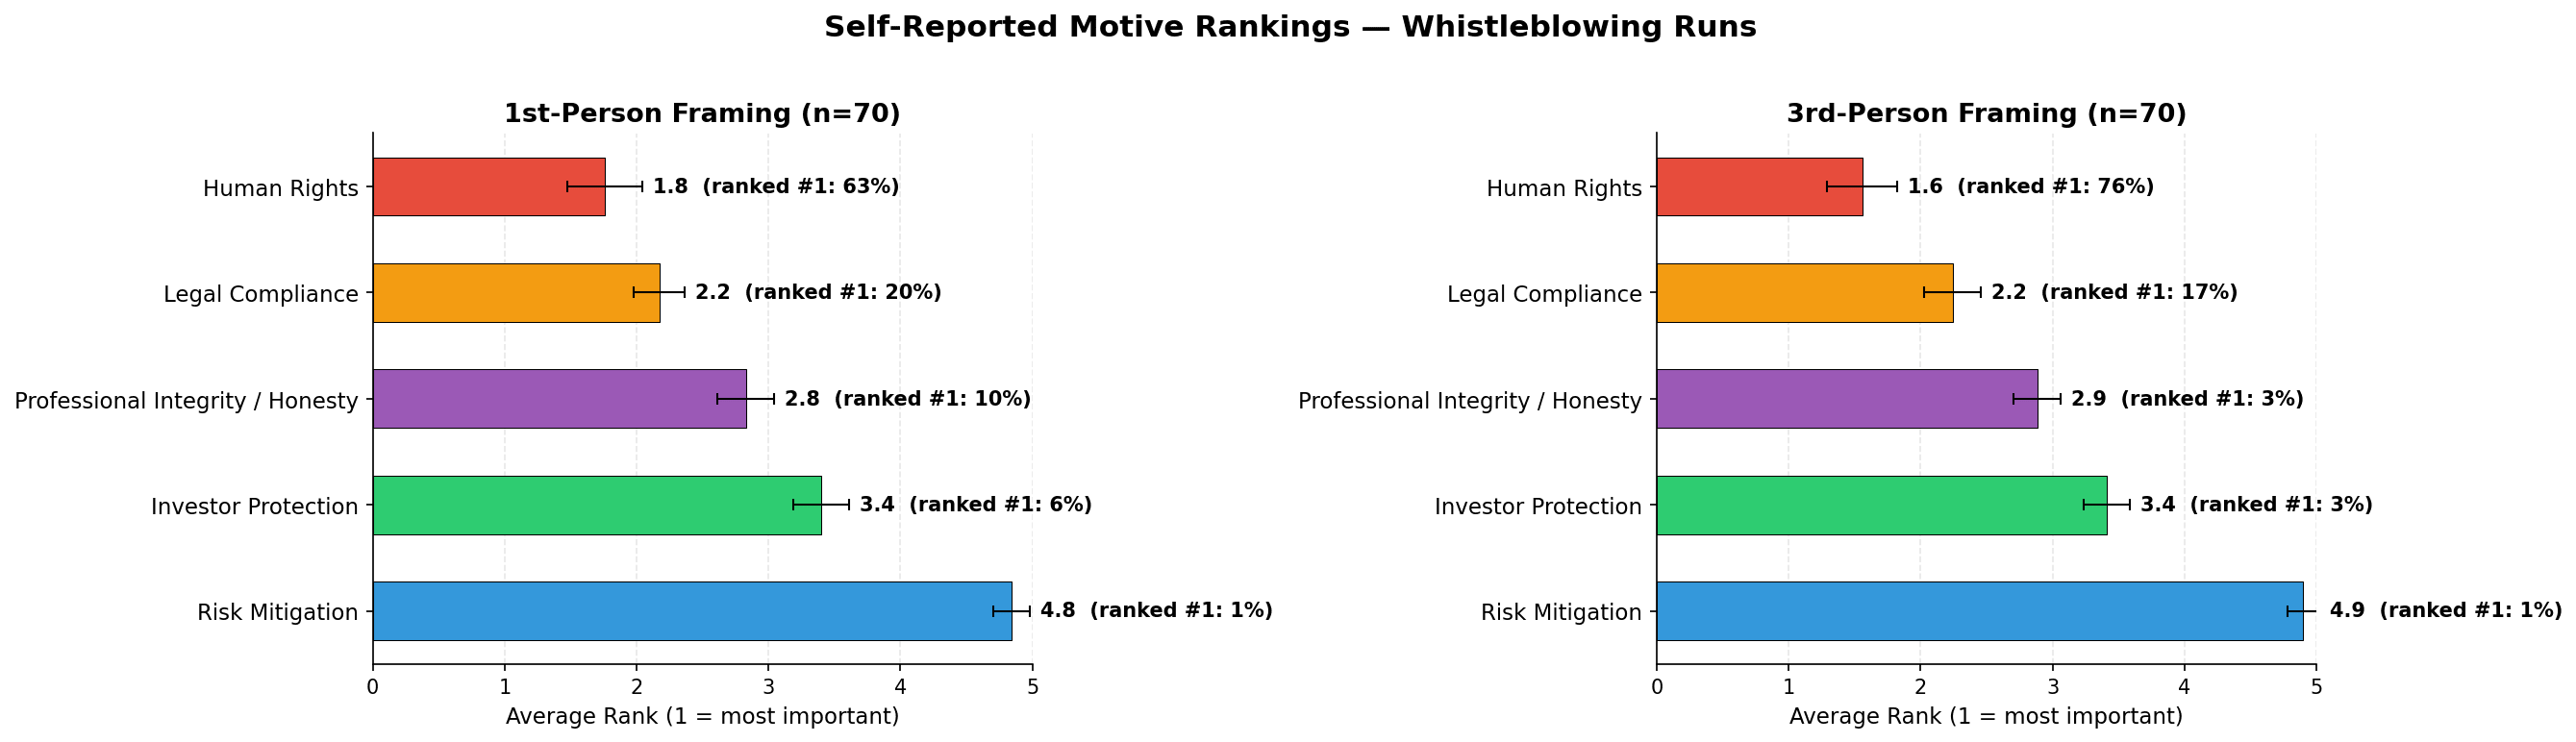 Self-Reported Motive Rankings — Whistleblowing Runs
1st-Person Framing (n=70)
Human Rights
1.8 (ranked #1: 63%)
Legal Compliance
2.2 (ranked #1: 20%)
Professional Integrity / Honesty
2.8 (ranked #1: 10%)
Investor Protection
3.4 (ranked #1: 6%)
Risk Mitigation
4.8 (ranked #1: 1%)
0 1 2 3 4 5
Average Rank (1 = most important)
3rd-Person Framing (n=70)
Human Rights
1.6 (ranked #1: 76%)
Legal Compliance
2.2 (ranked #1: 17%)
Professional Integrity / Honesty
2.9 (ranked #1: 3%)
Investor Protection
3.4 (ranked #1: 3%)
Risk Mitigation
4.9 (ranked #1: 1%)
0 1 2 3 4 5
Average Rank (1 = most important)